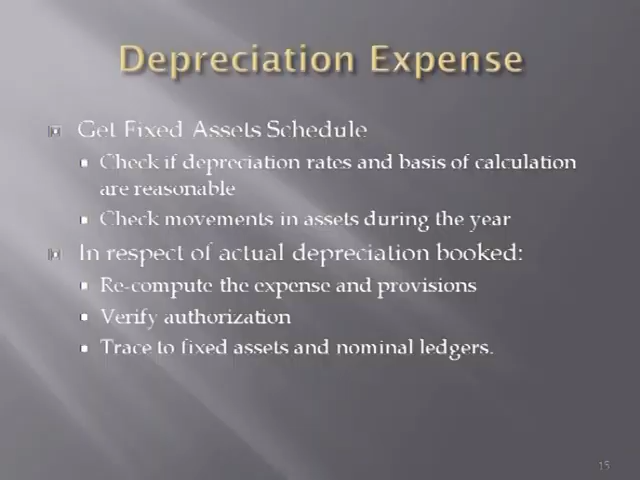 Depreciation Expense
Get Fixed Assets Schedule
Check if depreciation rates and basis of calculation
are reasonable
Check movements in assets during the year
In respect of actual depreciation booked:
Re-compute the expense and provisions
Verify authorization
Trace to fixed assets and nominal ledgers.
15